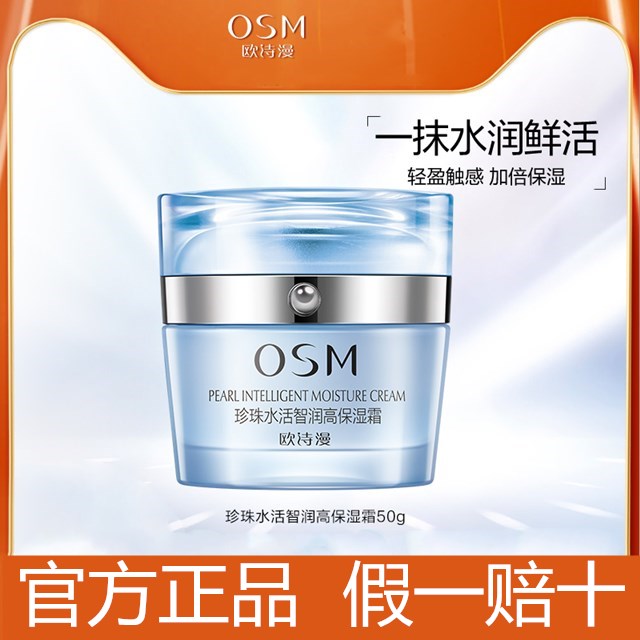 OSM
欧诗漫
一抹水润鲜活
轻盈触感 加倍保湿
OSM
PEARL INTELLIGENT MOISTURE CREAM
珍珠水活智润高保湿霜
欧诗漫
珍珠水活智润高保湿霜50g
官方正品 假一赔十